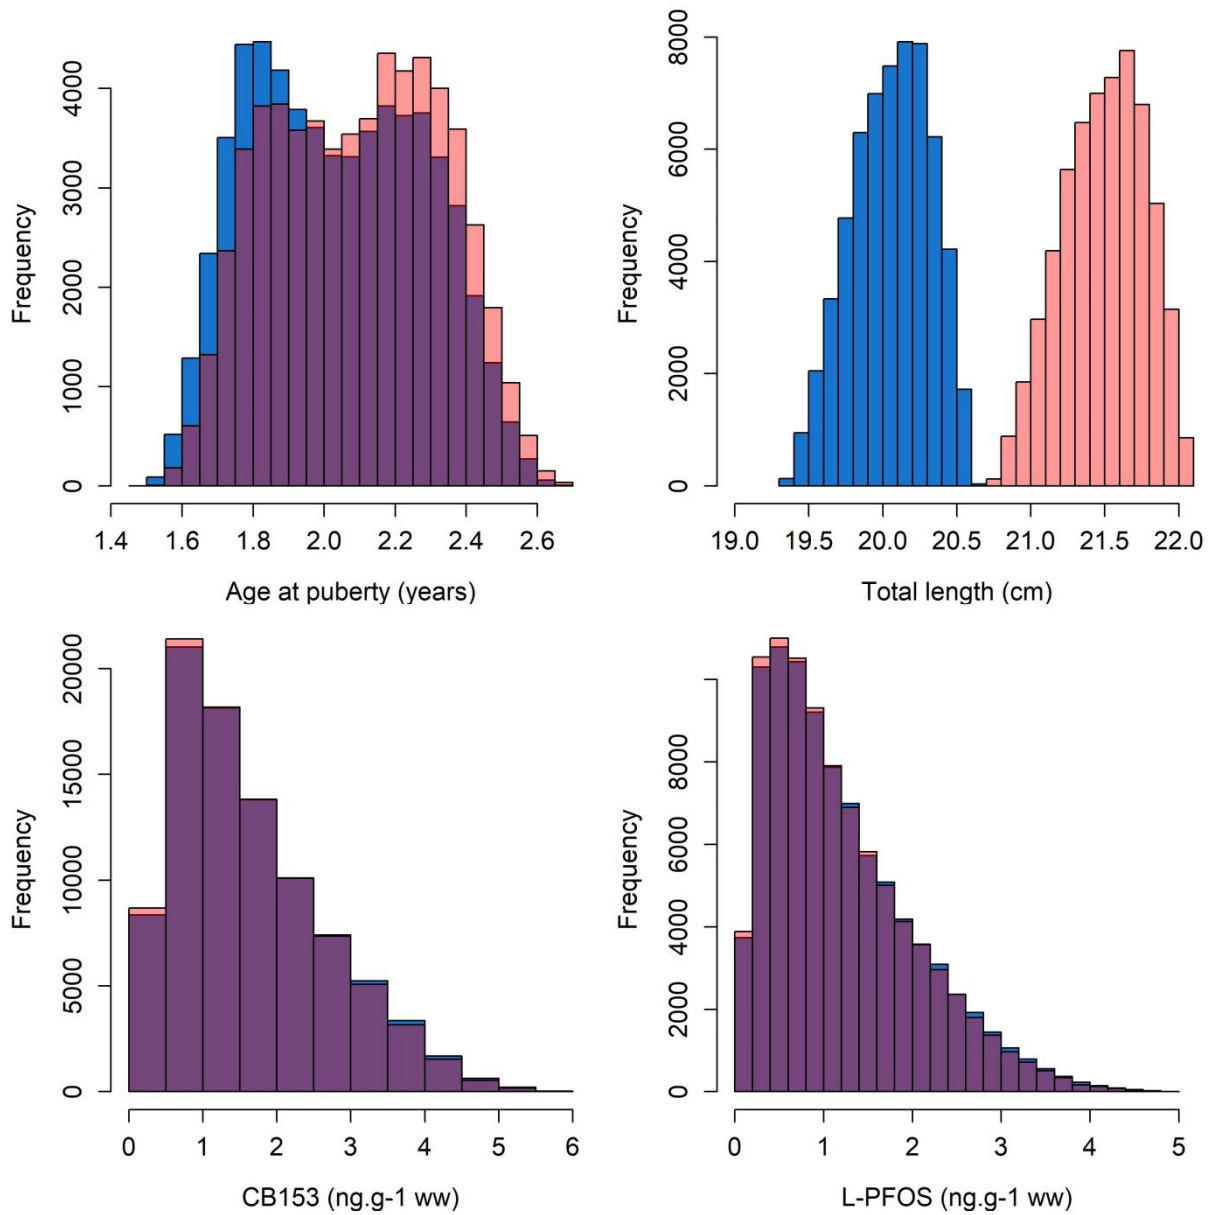 Frequency
0 1000 2000 3000 4000
1.4 1.6 1.8 2.0 2.2 2.4 2.6
Age at puberty (years)
Frequency
0 2000 4000 6000 8000
19.0 19.5 20.0 20.5 21.0 21.5 22.0
Total length (cm)
Frequency
0 5000 10000 15000 20000
0 1 2 3 4 5 6
CB153 (ng.g-1 ww)
Frequency
0 2000 4000 6000 8000
0 1 2 3 4 5
L-PFOS (ng.g-1 ww)